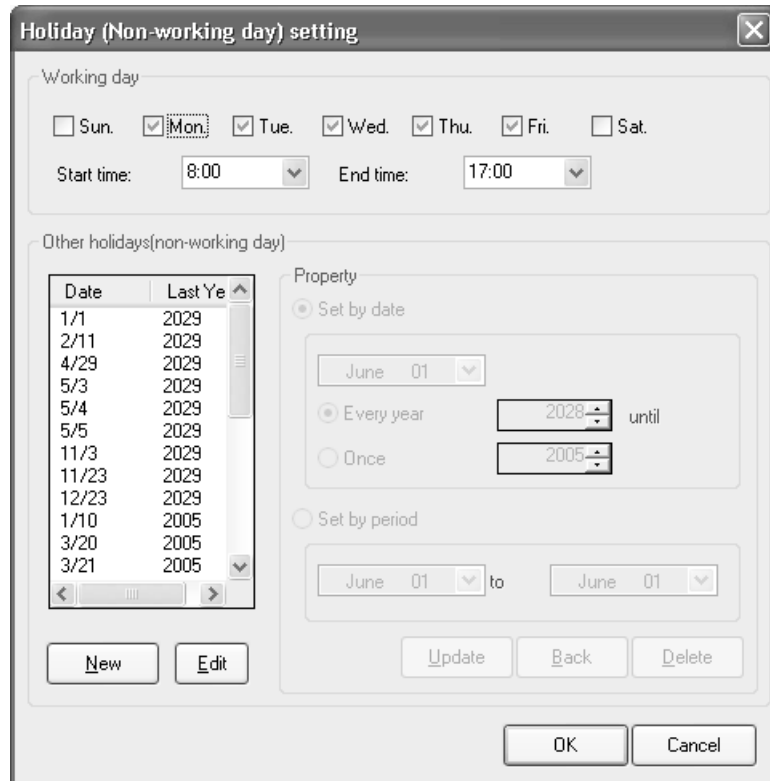 Holiday (Non-working day) setting
Working day
Sun. Mon. Tue. Wed. Thu. Fri. Sat.
Start time: 8:00 End time: 17:00
Other holidays(non-working day)
Date Last Ye
1/1 2029
2/11 2029
4/29 2029
5/3 2029
5/4 2029
5/5 2029
11/3 2029
11/23 2029
12/23 2029
1/10 2005
3/20 2005
3/21 2005
New Edit
Property
Set by date
June 01
Every year 2028 until
Once 2005
Set by period
June 01 to June 01
Update Back Delete
OK Cancel